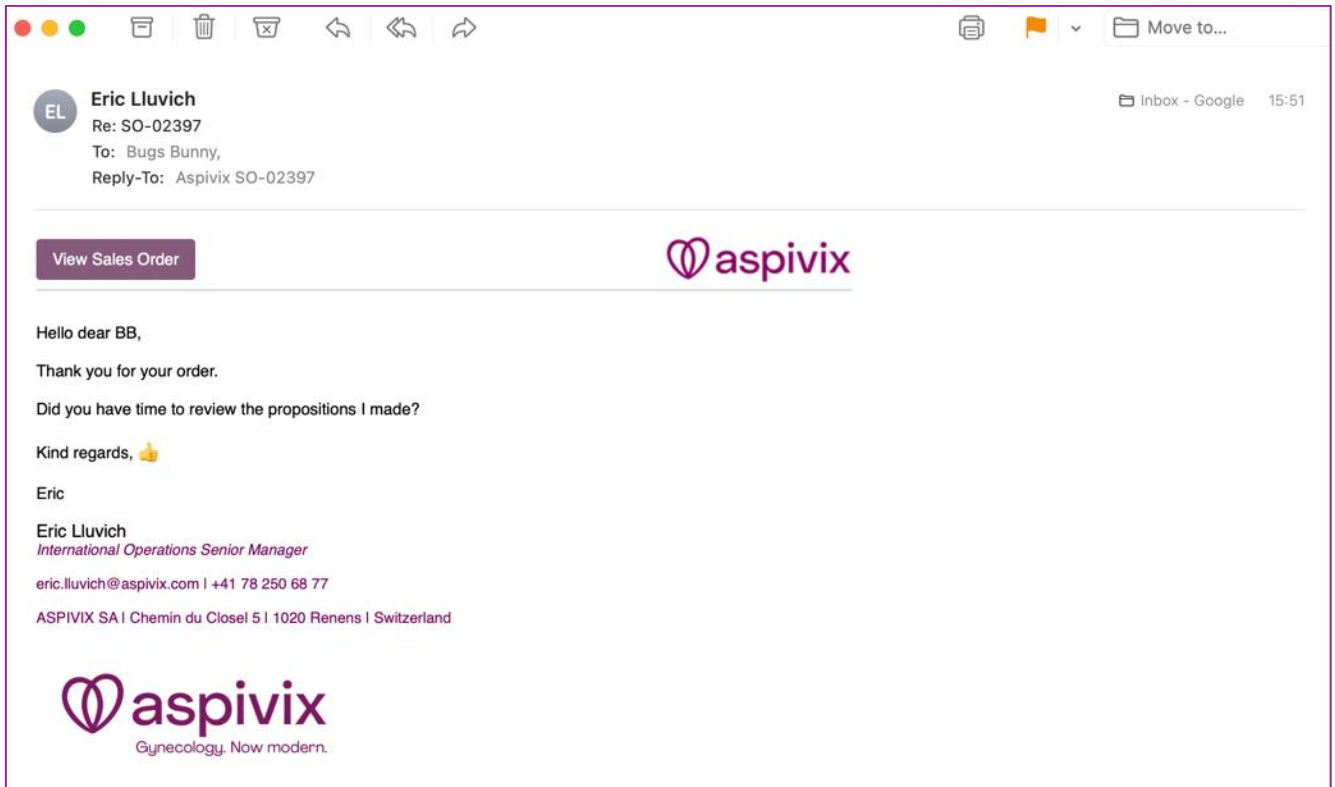 Move to...
EL
Eric Lluvich
Inbox - Google 15:51
Re: SO-02397
To: Bugs Bunny,
Reply-To: Aspivix SO-02397
View Sales Order
aspivix
Hello dear BB,
Thank you for your order.
Did you have time to review the propositions I made?
Kind regards, 👍
Eric
Eric Lluvich
International Operations Senior Manager
eric.lluvich@aspivix.com | +41 78 250 68 77
ASPIVIX SA | Chemin du Closel 5 | 1020 Renens | Switzerland
aspivix
Gynecology. Now modern.